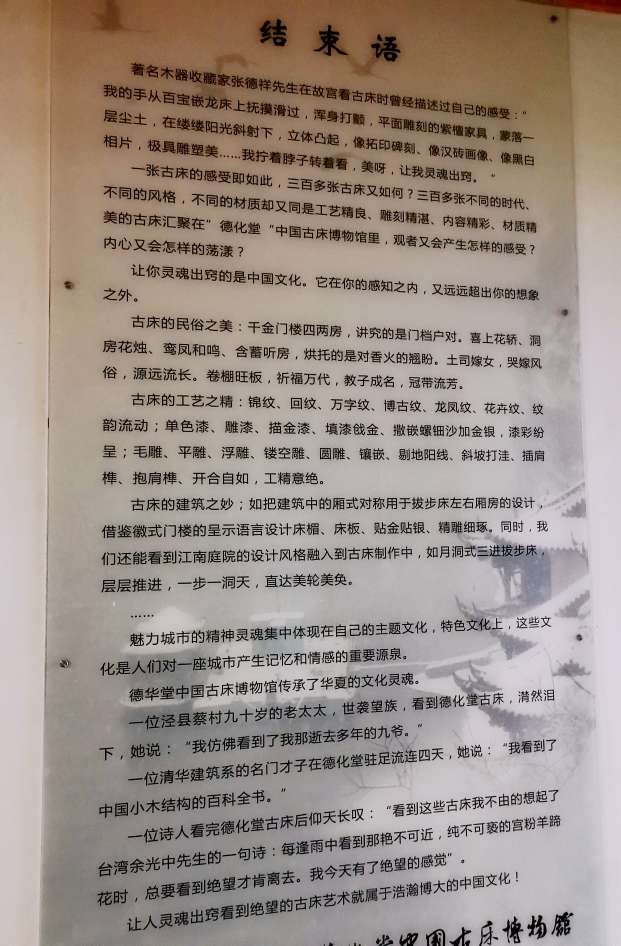 结束语
著名木器收藏家张德祥先生在故宫看古床时曾经描述过自己的感受：“
我的手从百宝嵌龙床上抚摸滑过，浑身打颤，平面雕刻的紫檀家具，蒙落一
层尘土，在缕缕阳光斜射下，立体凸起，像拓印碑刻、像汉砖画像、像黑白
相片，极具雕塑美……我拧着脖子转着看，美呀，让我灵魂出窍。“
一张古床的感受即如此，三百多张古床又如何？三百多张不同的时代、
不同的风格，不同的材质却又同是工艺精良、雕刻精湛、内容精彩、材质精
美的古床汇聚在”德化堂“中国古床博物馆里，观者又会产生怎样的感受？
内心又会怎样的荡漾？
让你灵魂出窍的是中国文化。它在你的感知之内，又远远超出你的想象
之外。
古床的民俗之美：千金门楼四两房，讲究的是门档户对。喜上花轿、洞
房花烛、鸾凤和鸣、含蓄听房，烘托的是对香火的翘盼。土司嫁女，哭嫁风
俗，源远流长。卷棚旺板，祈福万代，教子成名，冠带流芳。
古床的工艺之精：锦纹、回纹、万字纹、博古纹、龙凤纹、花卉纹、纹
韵流动；单色漆、雕漆、描金漆、填漆戗金、撒嵌螺钿沙加金银，漆彩纷
呈；毛雕、平雕、浮雕、镂空雕、圆雕、镶嵌、剔地阳线、斜坡打洼、插肩
榫、抱肩榫、开合自如，工精意绝。
古床的建筑之妙；如把建筑中的厢式对称用于拔步床左右厢房的设计，
借鉴徽式门楼的呈示语言设计床楣、床板、贴金贴银、精雕细琢。同时，我
们还能看到江南庭院的设计风格融入到古床制作中，如月洞式三进拔步床，
层层推进，一步一洞天，直达美轮美奂。
……
魅力城市的精神灵魂集中体现在自己的主题文化，特色文化上，这些文
化是人们对一座城市产生记忆和情感的重要源泉。
德华堂中国古床博物馆传承了华夏的文化灵魂。
一位泾县蔡村九十岁的老太太，世袭望族，看到德化堂古床，潸然泪
下，她说：“我仿佛看到了我那逝去多年的九爷。”
一位清华建筑系的名门才子在德化堂驻足流连四天，她说：“我看到了
中国小木结构的百科全书。”
一位诗人看完德化堂古床后仰天长叹：“看到这些古床我不由的想起了
台湾余光中先生的一句诗：每逢雨中看到那艳不可近，纯不可亵的宫粉羊蹄
花时，总要看到绝望才肯离去。我今天有了绝望的感觉”。
让人灵魂出窍看到绝望的古床艺术就属于浩瀚博大的中国文化！
中国古床博物馆